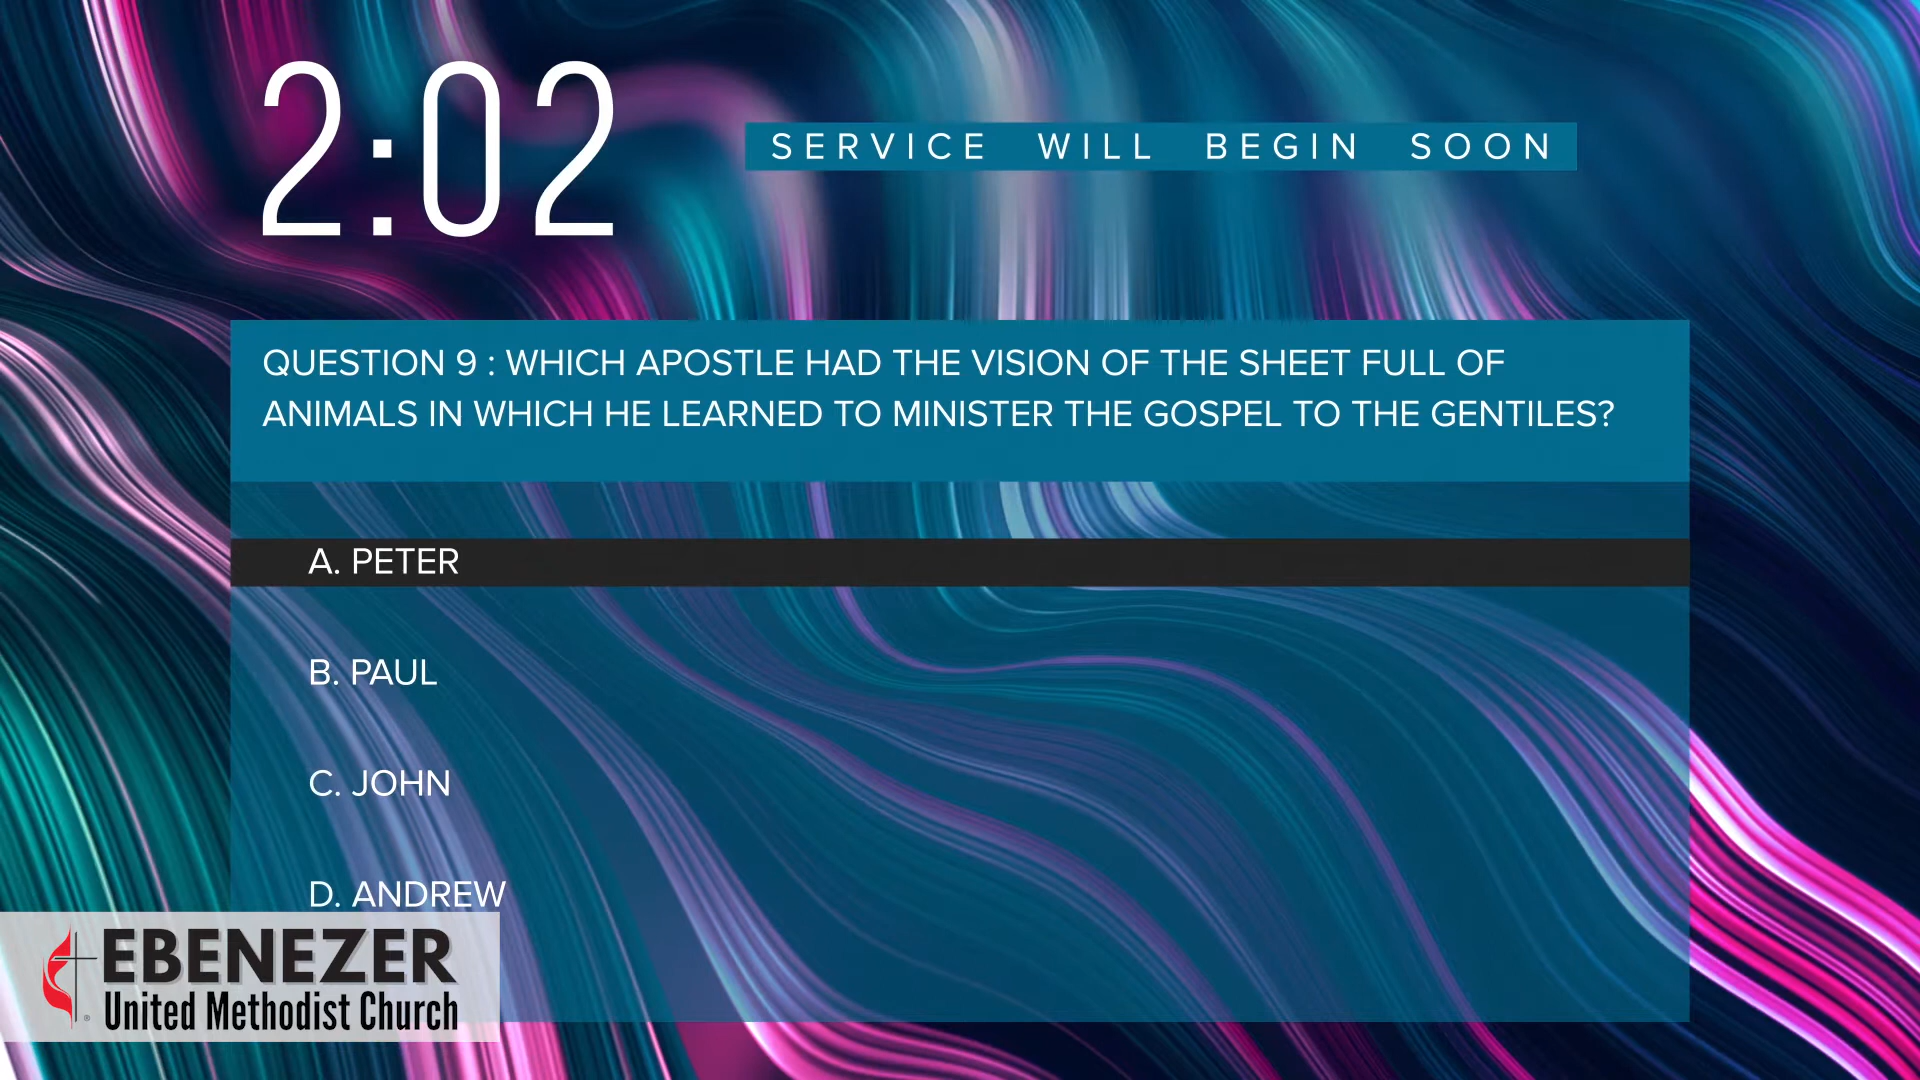 2:02
SERVICE WILL BEGIN SOON
QUESTION 9 : WHICH APOSTLE HAD THE VISION OF THE SHEET FULL OF
ANIMALS IN WHICH HE LEARNED TO MINISTER THE GOSPEL TO THE GENTILES?
A. PETER
B. PAUL
C. JOHN
D. ANDREW
EBENEZER
United Methodist Church
®